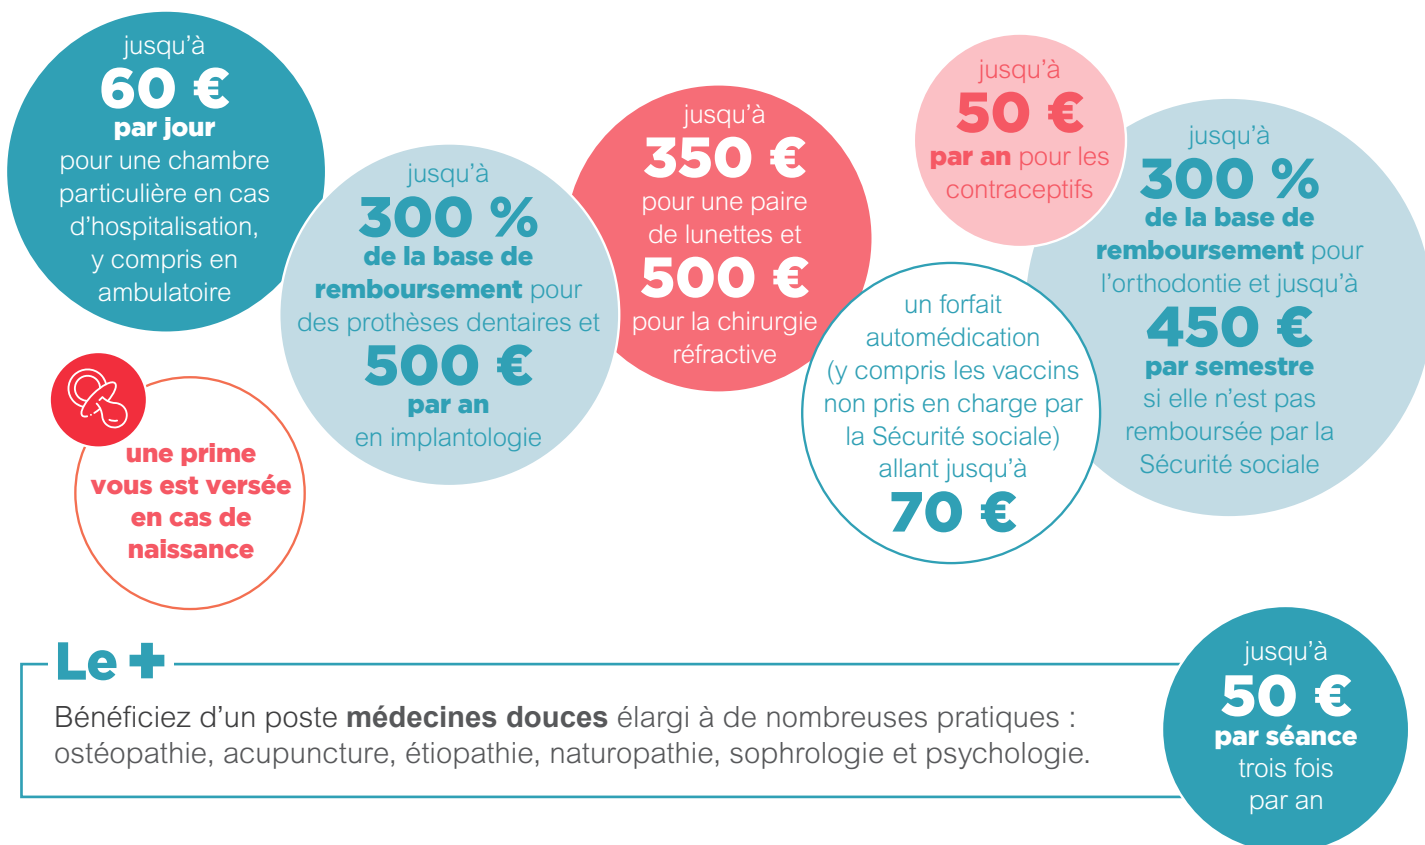 jusqu'à
60 €
par jour
pour une chambre
particulière en cas
d'hospitalisation,
y compris en
ambulatoire
jusqu'à
300 %
de la base de
remboursement pour
des prothèses dentaires et
500 €
par an
en implantologie
jusqu'à
350 €
pour une paire
de lunettes et
500 €
pour la chirurgie
réfractive
jusqu'à
50 €
par an pour les
contraceptifs
jusqu'à
300 %
de la base de
remboursement pour
l'orthodontie et jusqu'à
450 €
par semestre
si elle n'est pas
remboursée par la
Sécurité sociale
un forfait
automédication
(y compris les vaccins
non pris en charge par
la Sécurité sociale)
allant jusqu'à
70 €
une prime
vous est versée
en cas de
naissance
Le +
Bénéficiez d'un poste médecines douces élargi à de nombreuses pratiques :
ostéopathie, acupuncture, étiopathie, naturopathie, sophrologie et psychologie.
jusqu'à
50 €
par séance
trois fois
par an